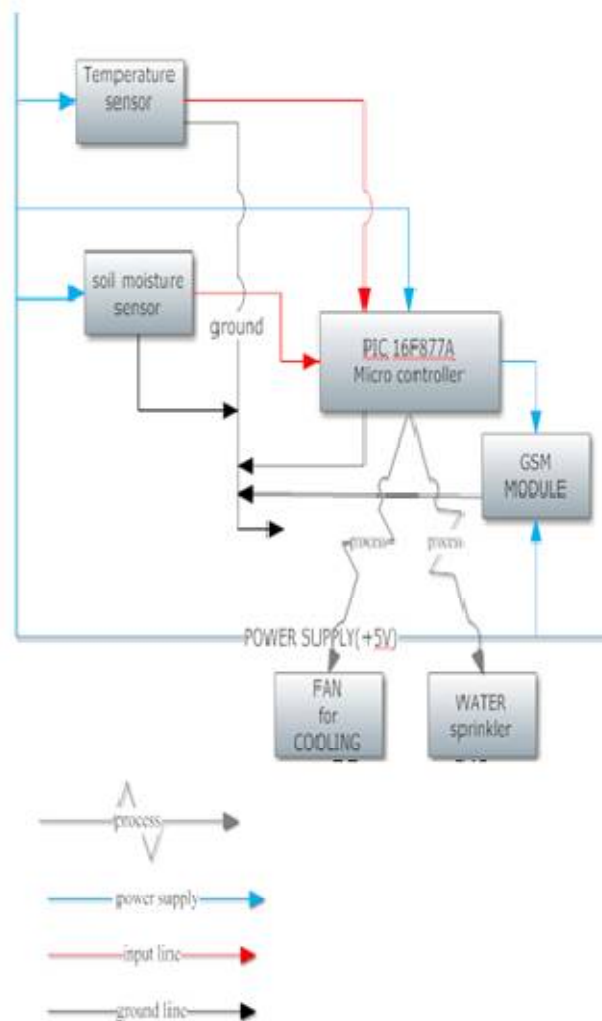 Temperature
sensor
soil moisture
sensor
ground
PIC 16F877A
Micro controller
GSM
MODULE
process
process
POWER SUPPLY(+5V)
FAN
for
COOLING
WATER
sprinkler
process
power supply
input line
ground line